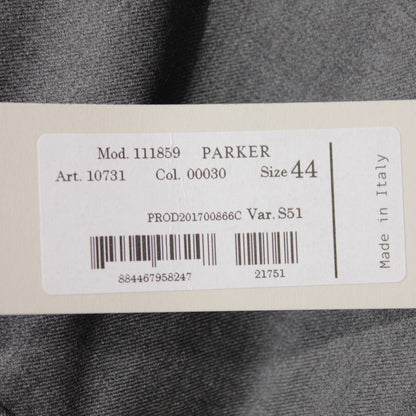 Mod. 111859 PARKER
Art. 10731 Col. 00030 Size 44
PROD201700866C Var. S51
884467958247 21751
Made in Italy